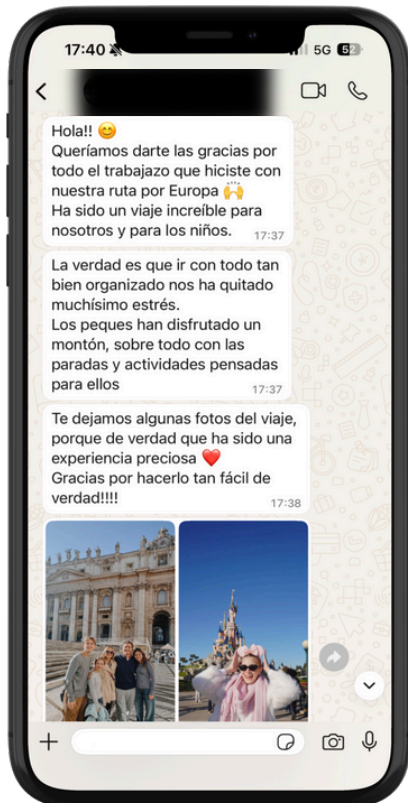 17:40 5G 52
Hola!! 😊
Queríamos darte las gracias por
todo el trabajazo que hiciste con
nuestra ruta por Europa 🙌
Ha sido un viaje increíble para
nosotros y para los niños. 17:37
La verdad es que ir con todo tan
bien organizado nos ha quitado
muchísimo estrés.
Los peques han disfrutado un
montón, sobre todo con las
paradas y actividades pensadas
para ellos 17:37
Te dejamos algunas fotos del viaje,
porque de verdad que ha sido una
experiencia preciosa ❤️
Gracias por hacerlo tan fácil de
verdad!!!! 17:38